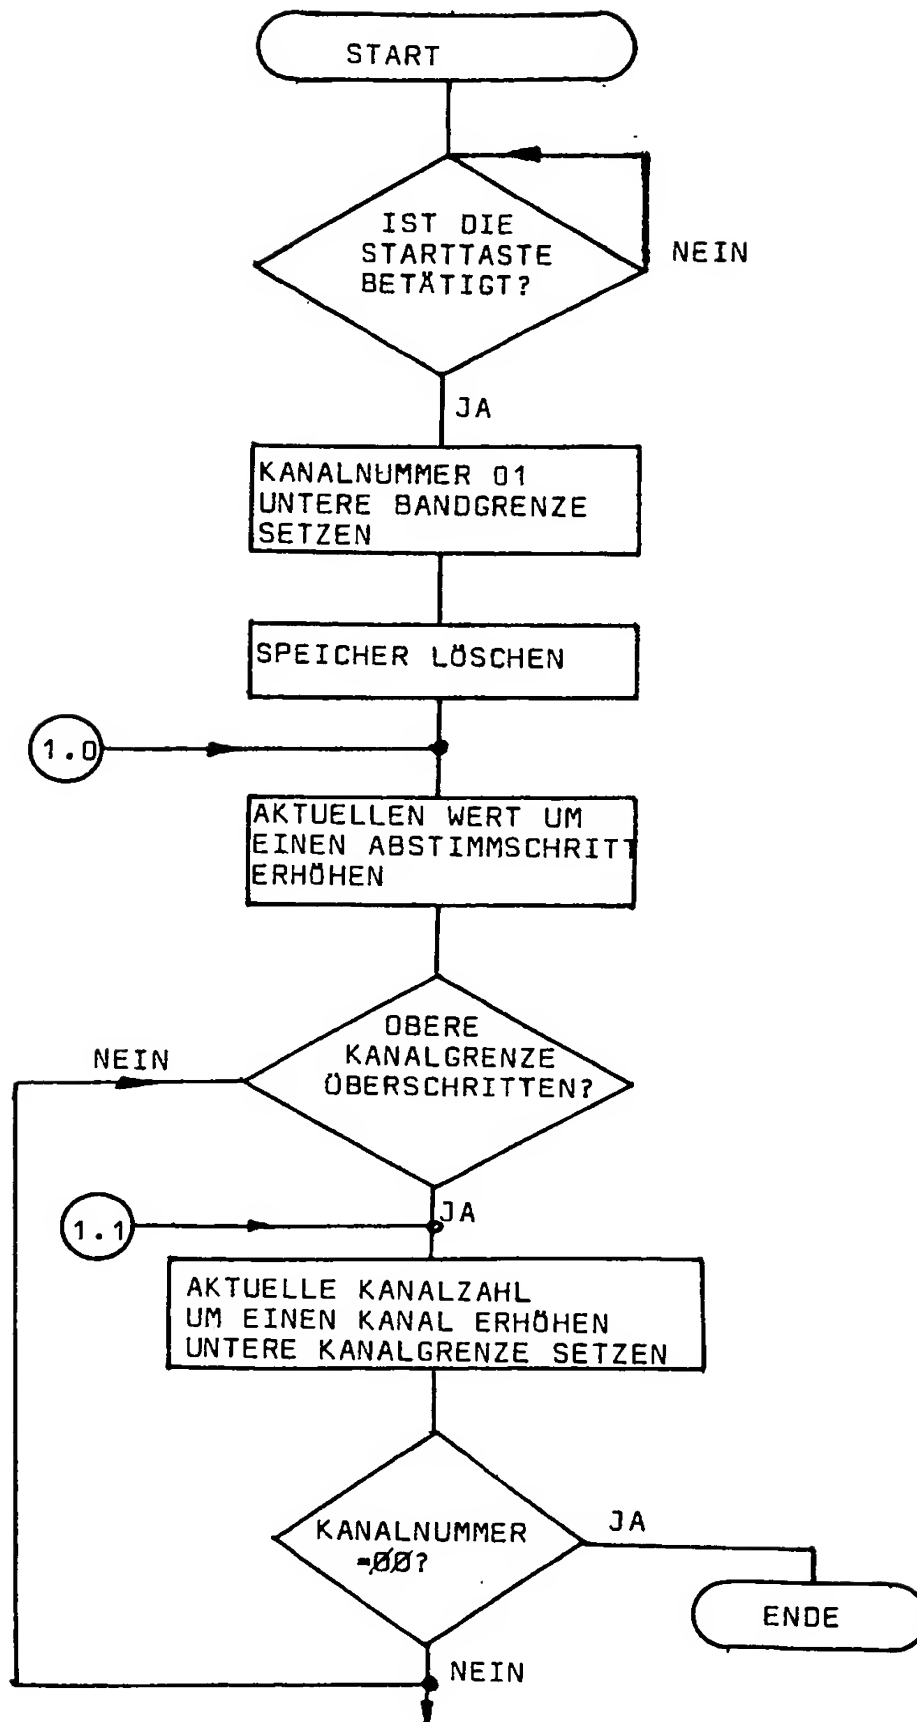 START
IST DIE
STARTTASTE
BETÄTIGT?
NEIN
JA
KANALNUMMER 01
UNTERE BANDGRENZE
SETZEN
SPEICHER LÖSCHEN
1.0
AKTUELLEN WERT UM
EINEN ABSTIMMSCHRITT
ERHÖHEN
OBERE
KANALGRENZE
ÜBERSCHRITTEN?
NEIN
JA
1.1
AKTUELLE KANALZAHL
UM EINEN KANAL ERHÖHEN
UNTERE KANALGRENZE SETZEN
KANALNUMMER
=ØØ?
JA
ENDE
NEIN